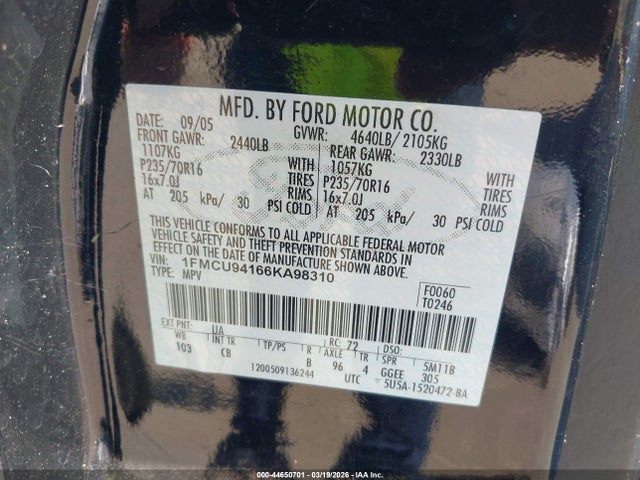 MFD. BY FORD MOTOR CO.
DATE: 09/05 GVWR: 4640LB/ 2105KG
FRONT GAWR: 2440LB REAR GAWR: 2330LB
1107KG WITH 1057KG WITH
P235/70R16 TIRES P235/70R16 TIRES
16x7.0J RIMS 16x7.0J RIMS
AT 205 kPa/ 30 PSI COLD AT 205 kPa/ 30 PSI COLD
THIS VEHICLE CONFORMS TO ALL APPLICABLE FEDERAL MOTOR
VEHICLE SAFETY AND THEFT PREVENTION STANDARDS IN
EFFECT ON THE DATE OF MANUFACTURE SHOWN ABOVE.
VIN: 1FMCU94166KA98310
TYPE: MPV
F0060
T0246
EXT PNT: UA RC: 72 DSO:
WB INT TR TP/PS R AXLE TR SPR 5M11B
103 CB B 96 4 GGEE 305
1200509136244 UTC 5U5A-1520472-BA
Ford
000-44650701 - 03/19/2026 - IAA Inc.